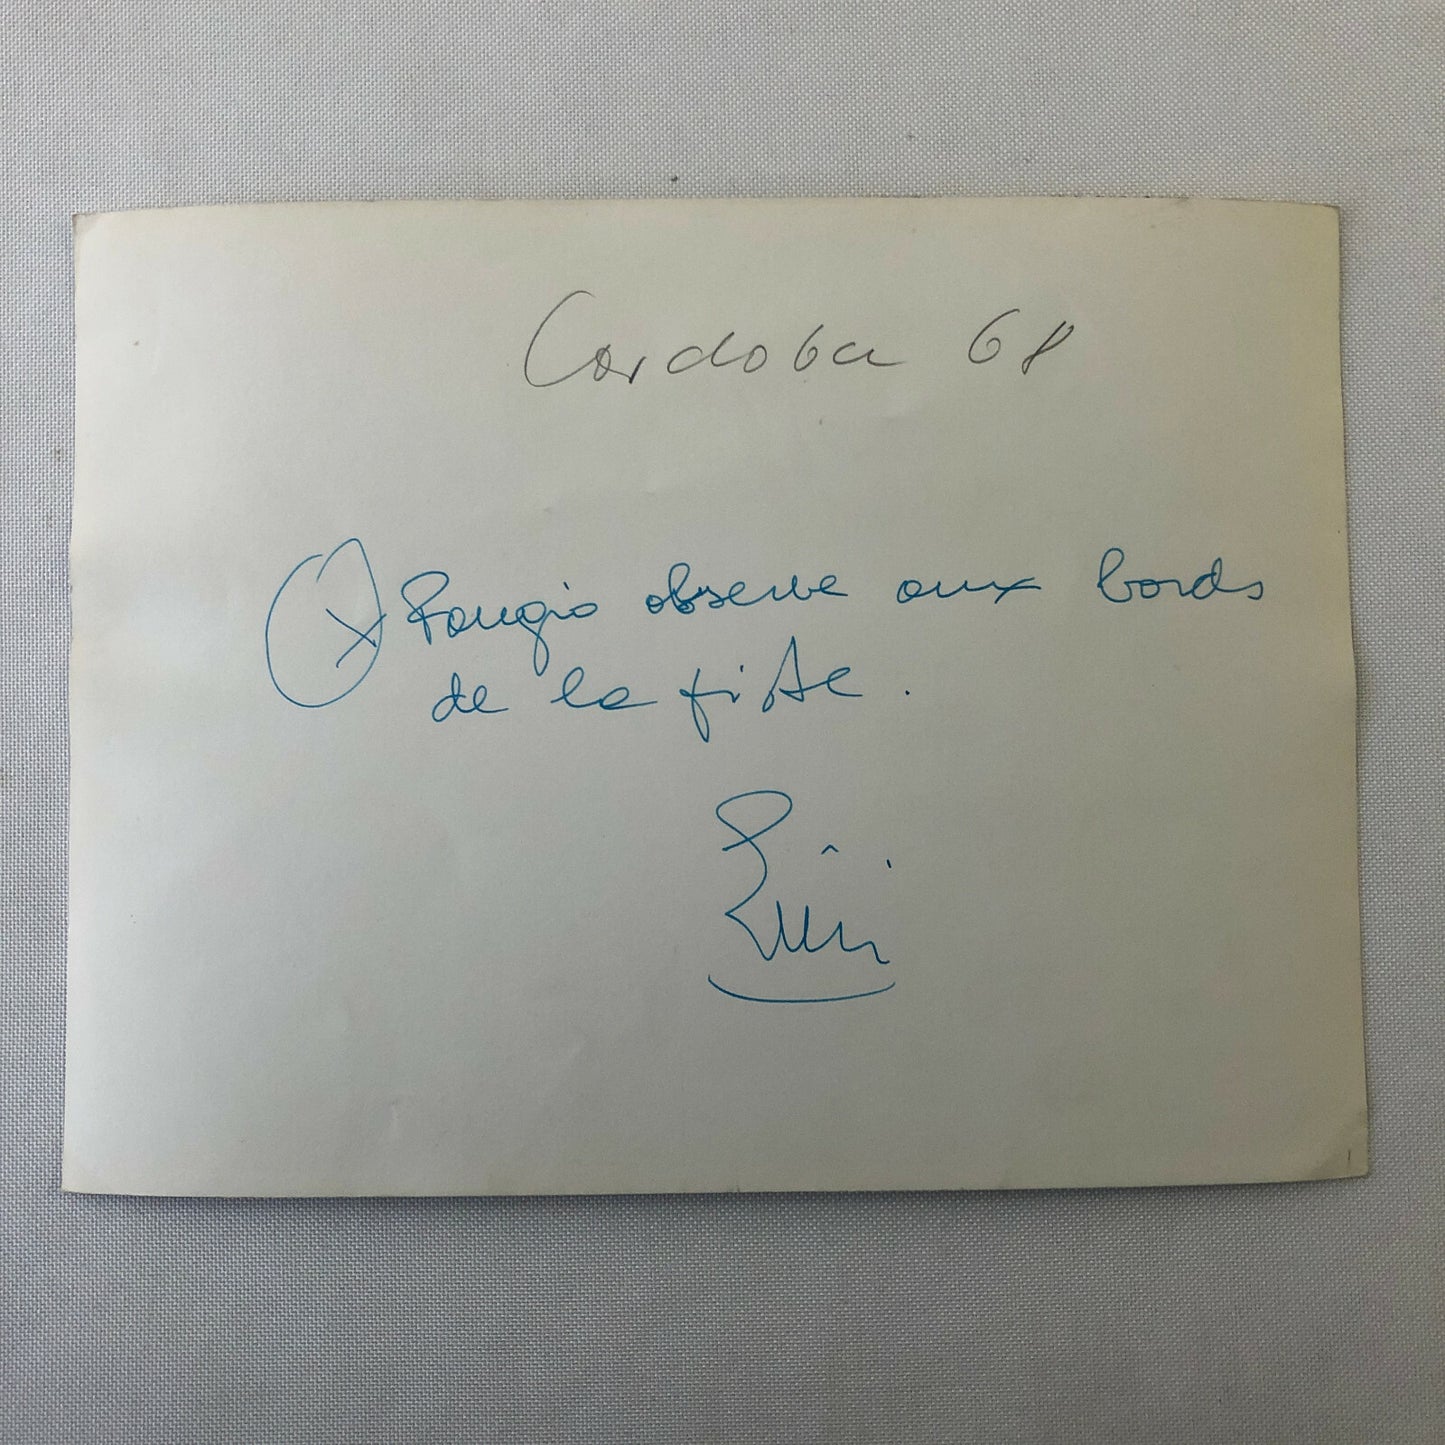 Cordoba 68
X Fangio observe aux bords
de la piste.